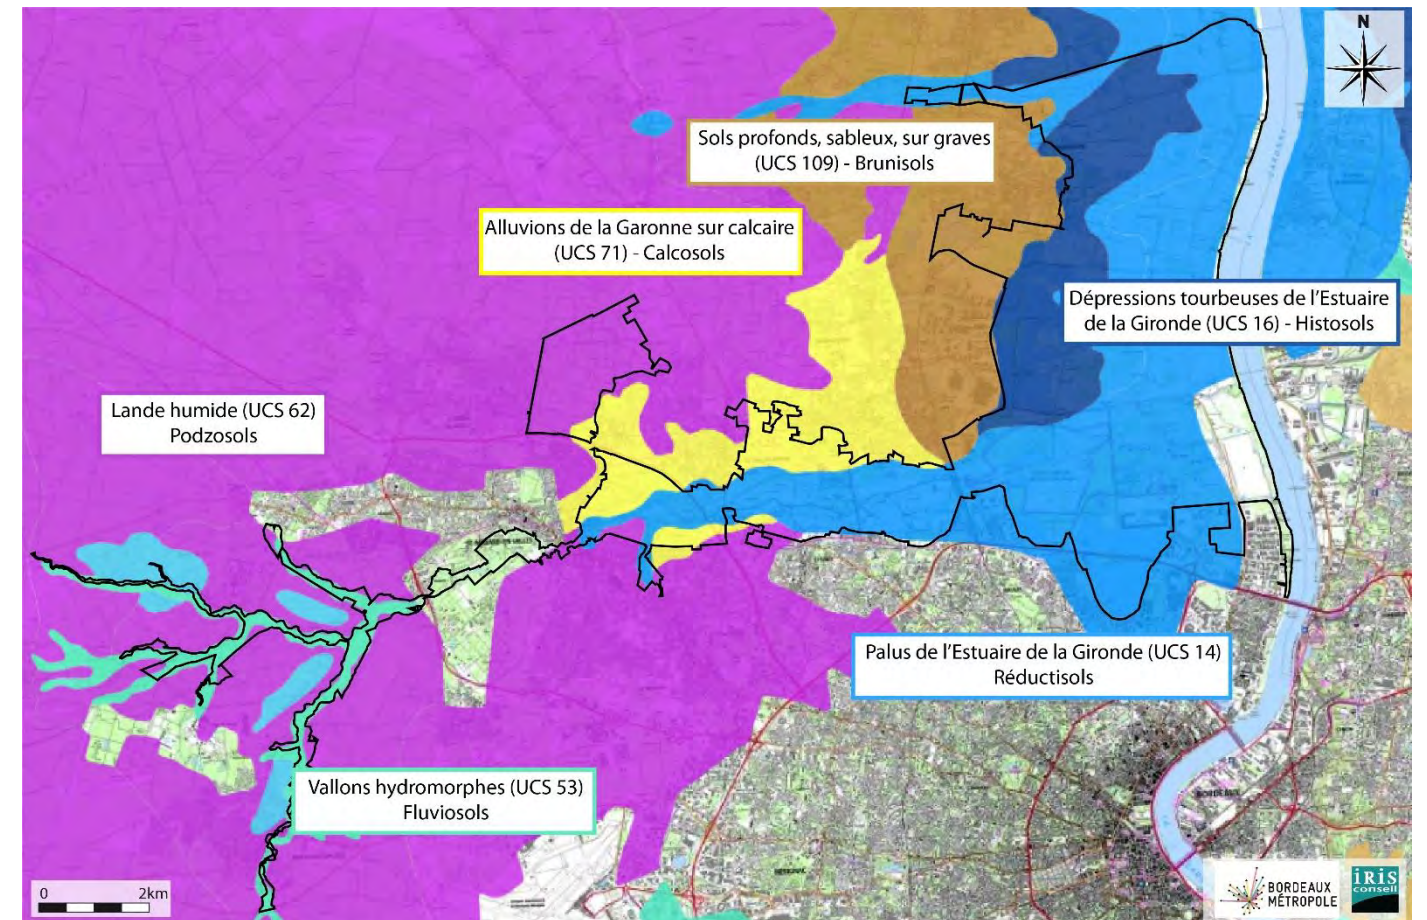 N
Sols profonds, sableux, sur graves
(UCS 109) - Brunisols
Alluvions de la Garonne sur calcaire
(UCS 71) - Calcosols
Dépressions tourbeuses de l'Estuaire
de la Gironde (UCS 16) - Histosols
Lande humide (UCS 62)
Podzosols
Palus de l'Estuaire de la Gironde (UCS 14)
Réductisols
Vallons hydromorphes (UCS 53)
Fluviosols
BORDEAUX
0 2km
BORDEAUX
MÉTROPOLE
iRiS
conseil